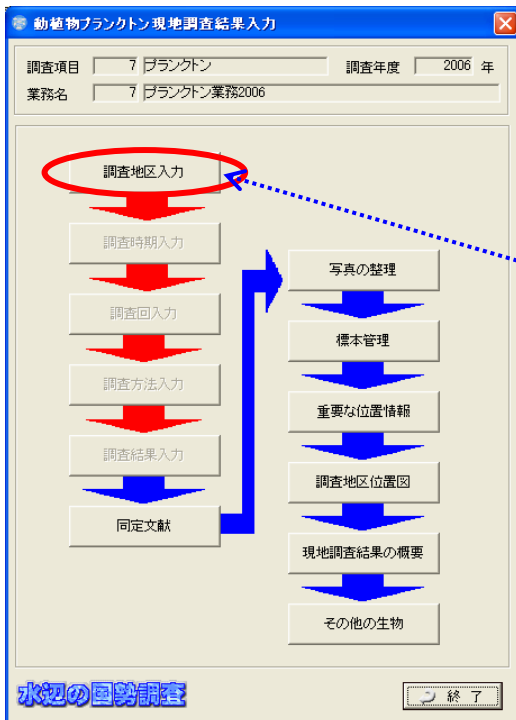 動植物プランクトン現地調査結果入力
調査項目 7 プランクトン 調査年度 2006 年
業務名 7 プランクトン業務2006
調査地区入力
調査時期入力
調査回入力
調査方法入力
調査結果入力
同定文献
写真の整理
標本管理
重要な位置情報
調査地区位置図
現地調査結果の概要
その他の生物
水辺の国勢調査
終 了